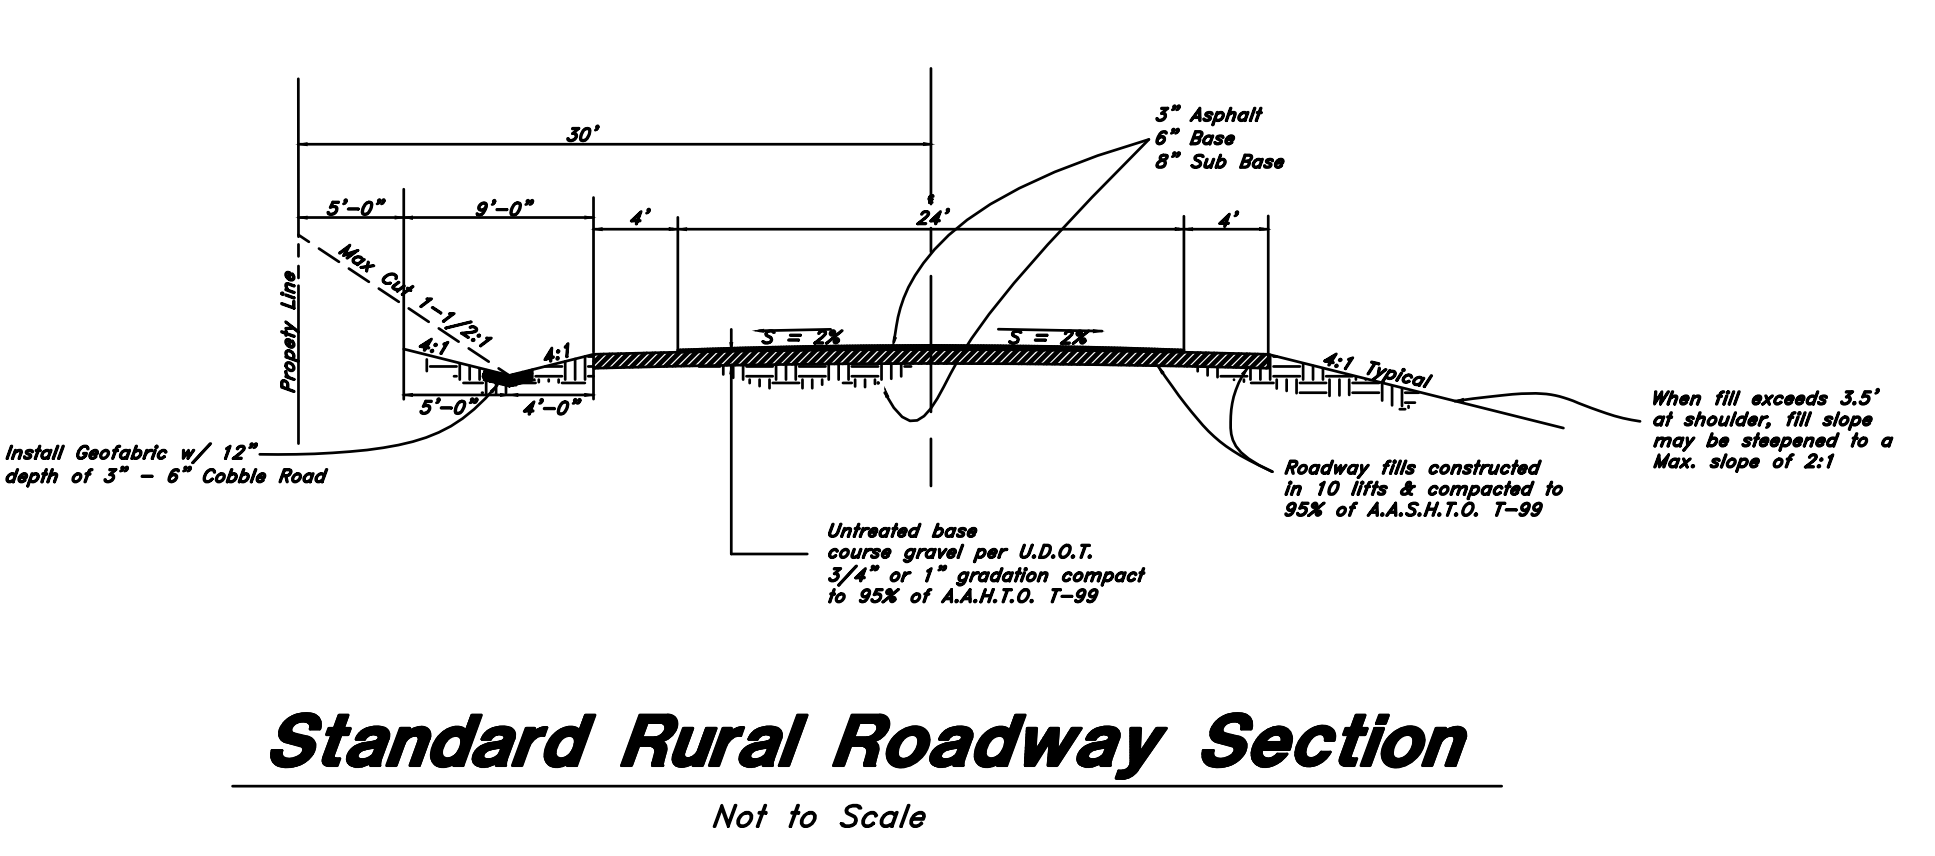 30'
3" Asphalt
6" Base
8" Sub Base
5'-0"
9'-0"
4'
24'
4'
Max Cut 1-1/2:1
Propety Line
4:1
4:1
S = 2%
S = 2%
4:1 Typical
5'-0"
4'-0"
When fill exceeds 3.5'
at shoulder, fill slope
may be steepened to a
Max. slope of 2:1
Install Geofabric w/ 12"
depth of 3" - 6" Cobble Road
Roadway fills constructed
in 10 lifts & compacted to
95% of A.A.S.H.T.O. T-99
Untreated base
course gravel per U.D.O.T.
3/4" or 1" gradation compact
to 95% of A.A.H.T.O. T-99
Standard Rural Roadway Section
Not to Scale